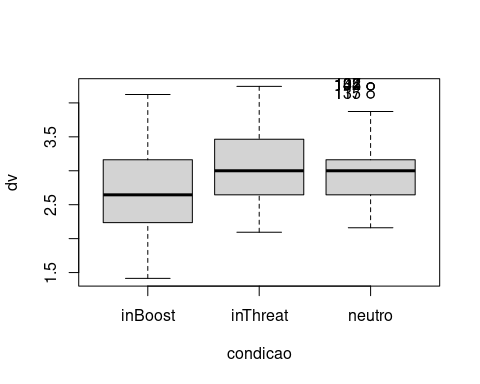 dv
3.5
2.5
1.5
inBoost
inThreat
neutro
condicao